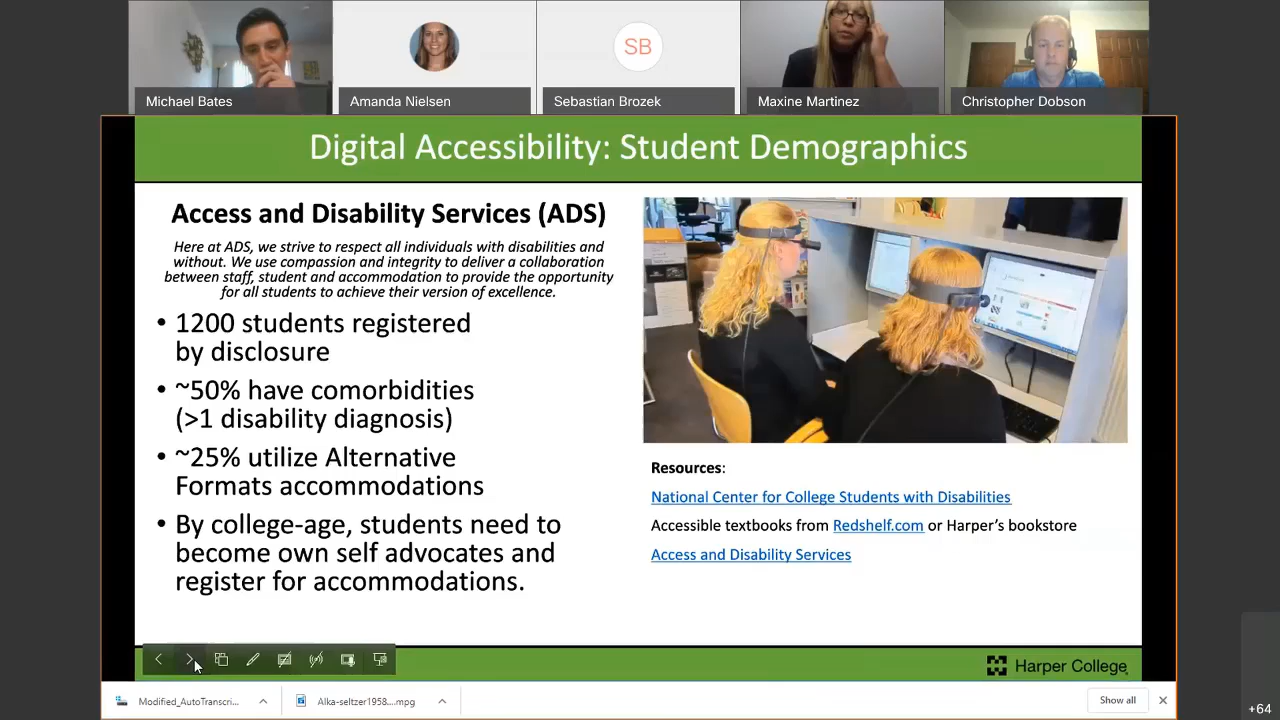 Michael Bates
Amanda Nielsen
SB
Sebastian Brozek
Maxine Martinez
Christopher Dobson
Digital Accessibility: Student Demographics
Access and Disability Services (ADS)
Here at ADS, we strive to respect all individuals with disabilities and
without. We use compassion and integrity to deliver a collaboration
between staff, student and accommodation to provide the opportunity
for all students to achieve their version of excellence.
• 1200 students registered
by disclosure
• ~50% have comorbidities
(>1 disability diagnosis)
• ~25% utilize Alternative
Formats accommodations
• By college-age, students need to
become own self advocates and
register for accommodations.
Resources:
National Center for College Students with Disabilities
Accessible textbooks from Redshelf.com or Harper's bookstore
Access and Disability Services
Harper College
Modified_AutoTranscri...
Alka-seltzer1958....mpg
Show all
+64